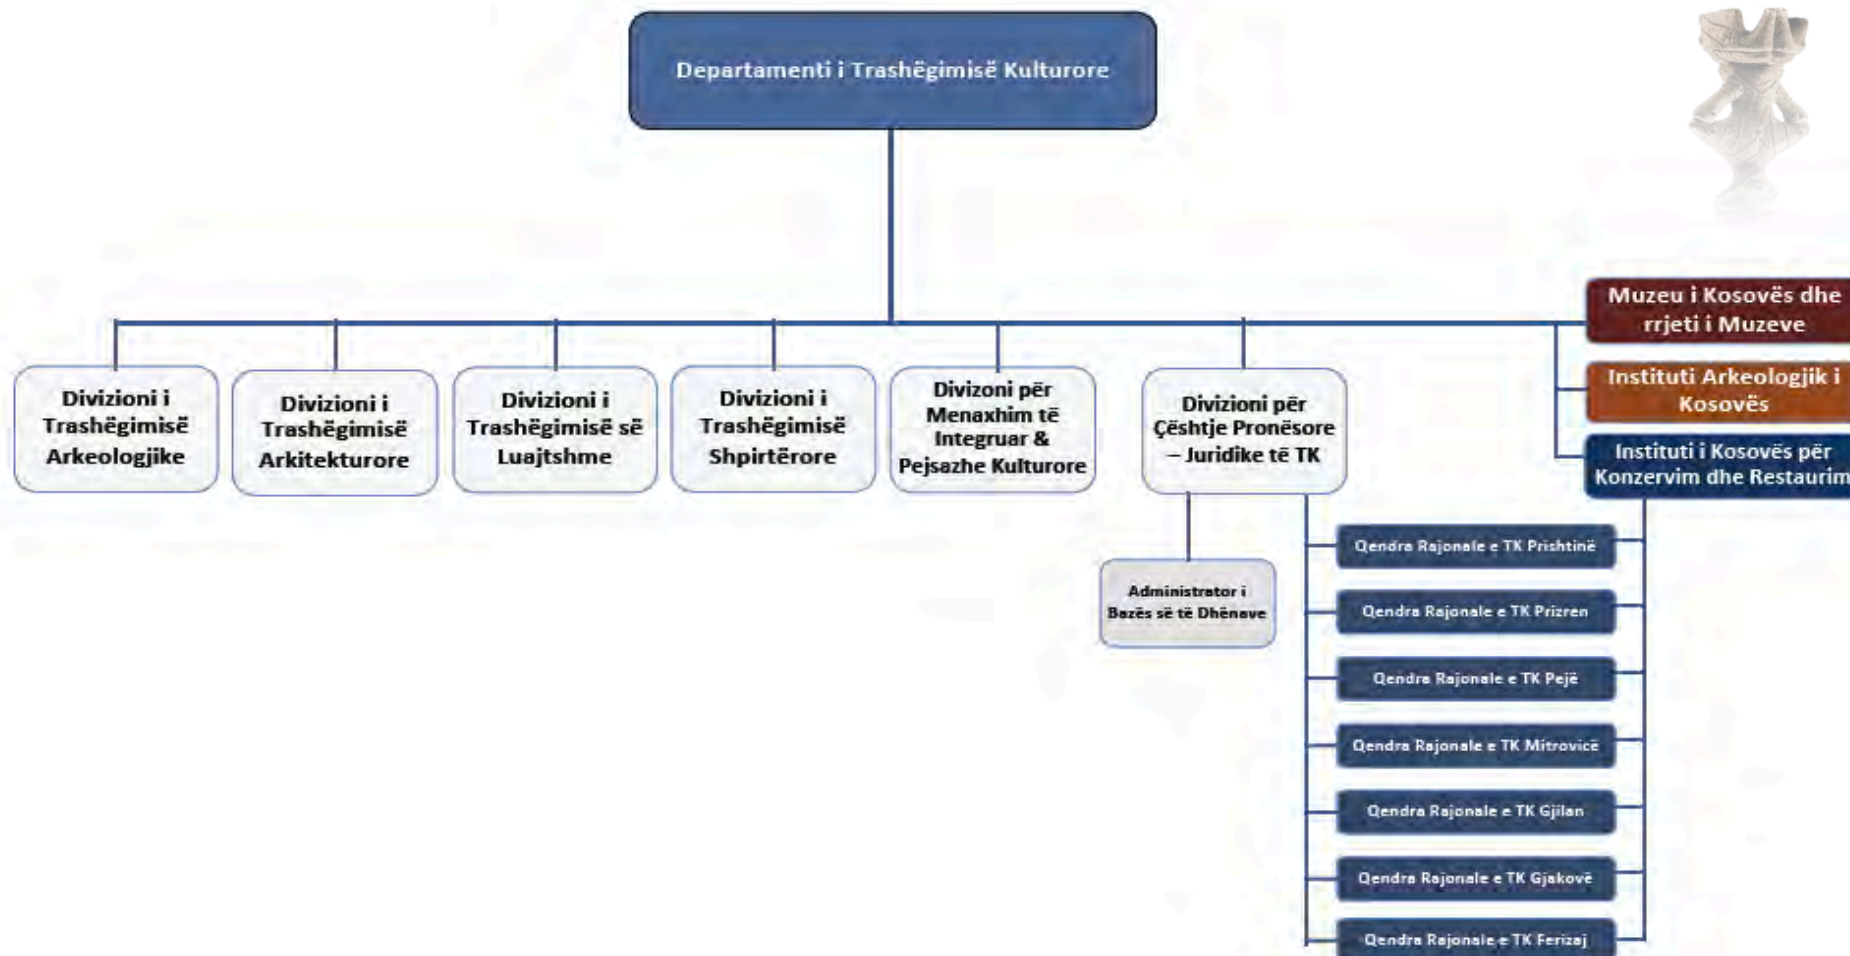 Departamenti i Trashëgimisë Kulturore
Muzeu i Kosovës dhe
rrjeti i Muzeve
Instituti Arkeologjik i
Kosovës
Instituti i Kosovës për
Konzervim dhe Restaurim
Divizioni i
Trashëgimisë
Arkeologjike
Divizioni i
Trashëgimisë
Arkitekturore
Divizioni i
Trashëgimisë së
Luajtshme
Divizioni i
Trashëgimisë
Shpirtërore
Divizoni për
Menaxhim të
Integruar &
Pejsazhe Kulturore
Divizioni për
Çështje Pronësore
– Juridike të TK
Administrator i
Bazës së të Dhënave
Qendra Rajonale e TK Prishtinë
Qendra Rajonale e TK Prizren
Qendra Rajonale e TK Pejë
Qendra Rajonale e TK Mitrovicë
Qendra Rajonale e TK Gjilan
Qendra Rajonale e TK Gjakovë
Qendra Rajonale e TK Ferizaj